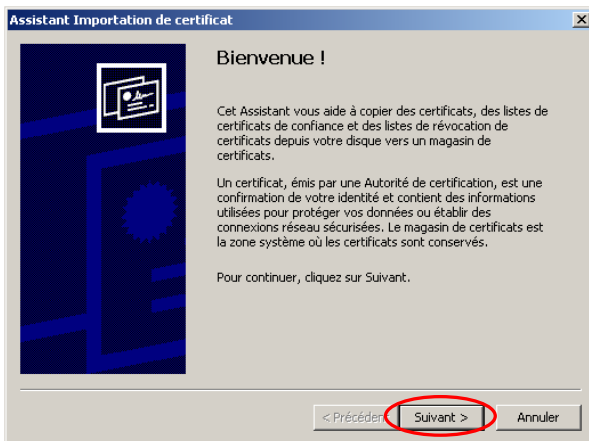 Assistant Importation de certificat
Bienvenue !
Cet Assistant vous aide à copier des certificats, des listes de
certificats de confiance et des listes de révocation de
certificats depuis votre disque vers un magasin de
certificats.
Un certificat, émis par une Autorité de certification, est une
confirmation de votre identité et contient des informations
utilisées pour protéger vos données ou établir des
connexions réseau sécurisées. Le magasin de certificats est
la zone système où les certificats sont conservés.
Pour continuer, cliquez sur Suivant.
< Précédent Suivant > Annuler